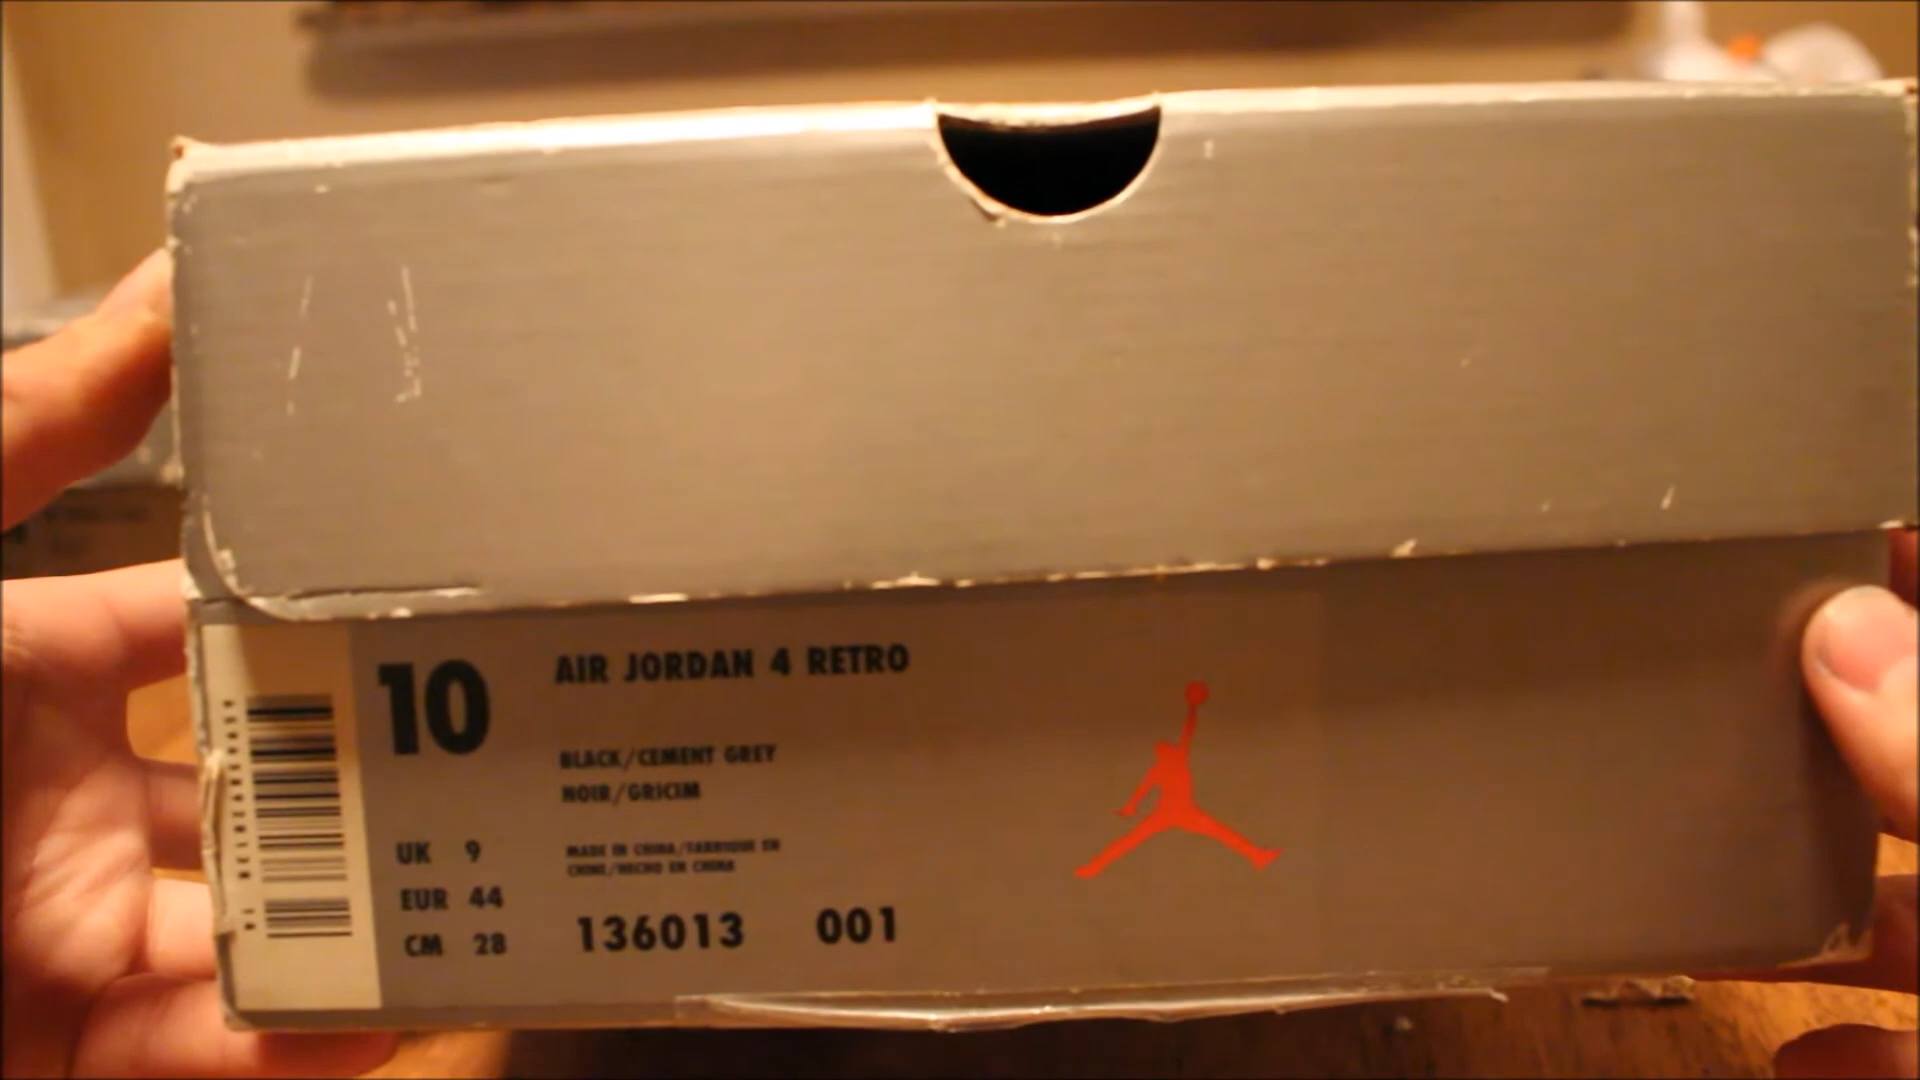 10
AIR JORDAN 4 RETRO
BLACK/CEMENT GREY
NOIR/GRICIM
UK 9
EUR 44
CM 28
MADE IN CHINA/FABRIQUE EN
CHINE/HECHO EN CHINA
136013 001